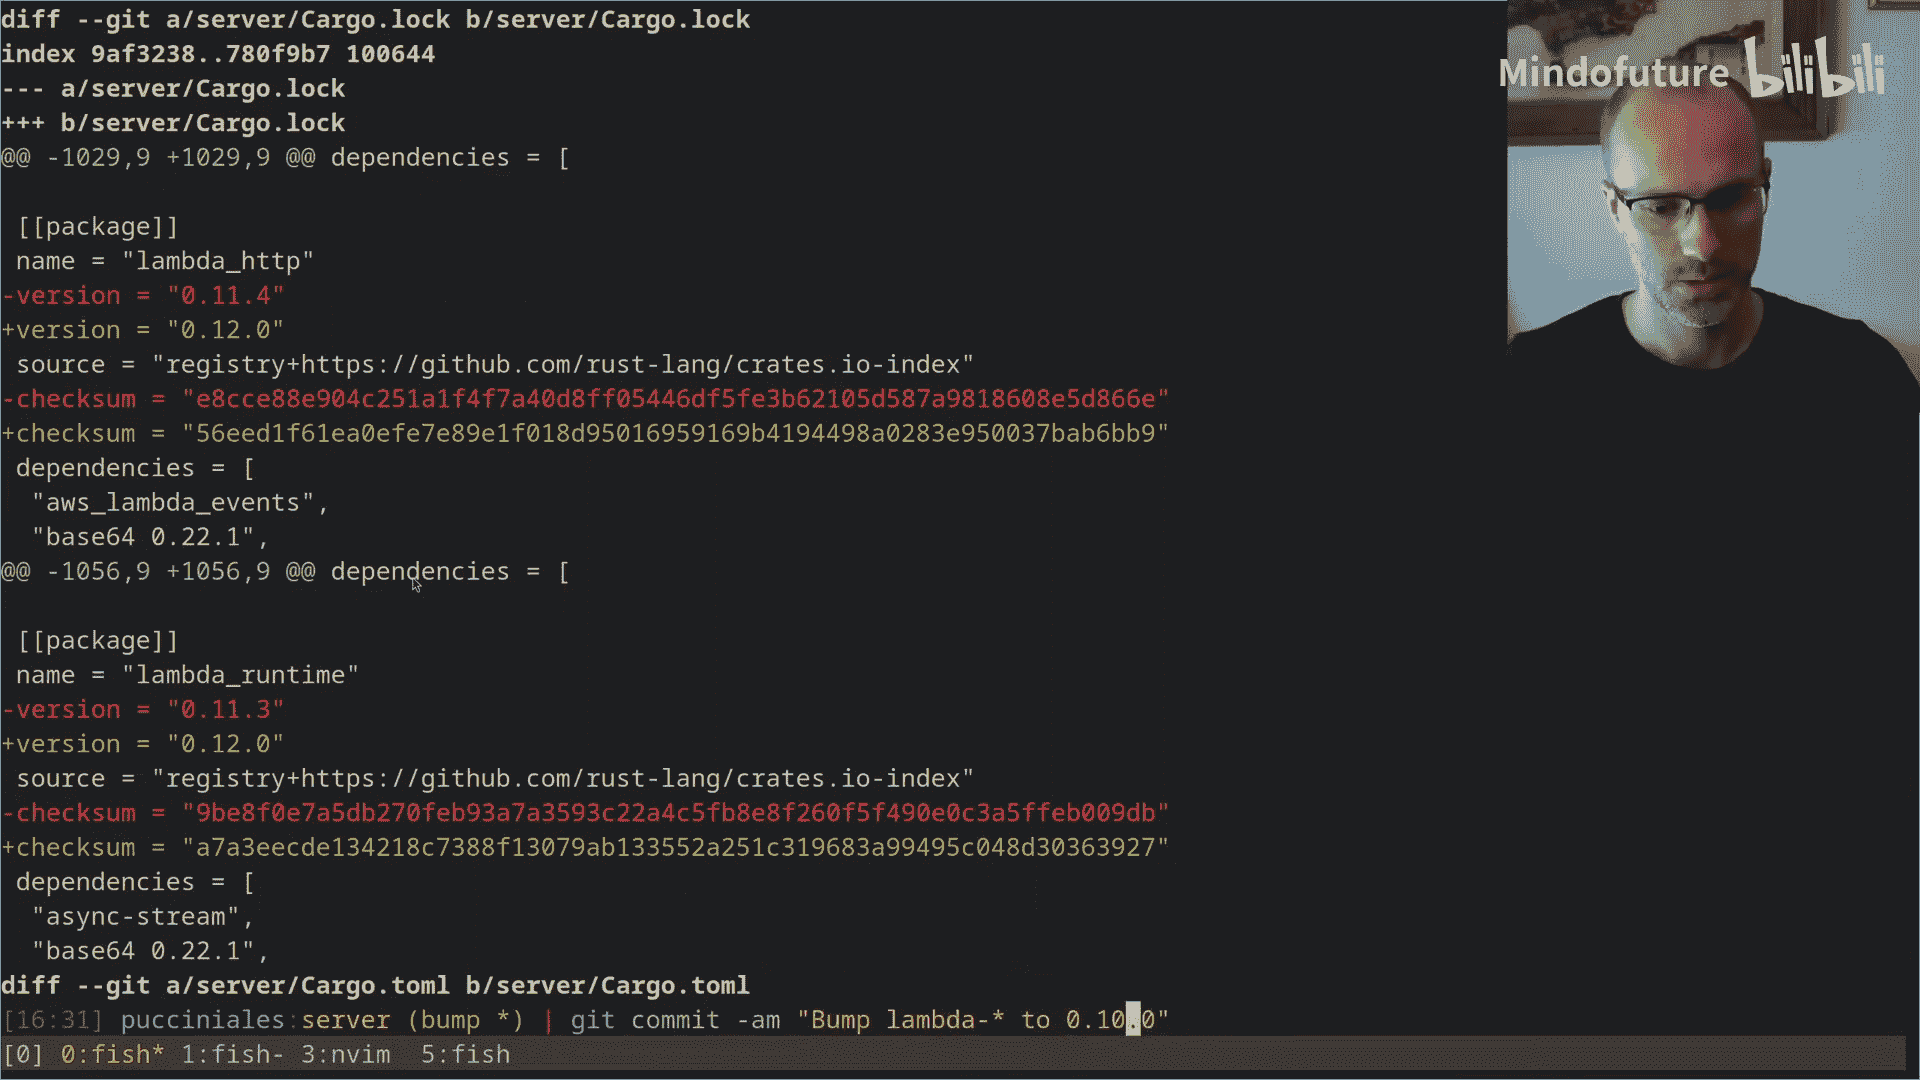 diff --git a/server/Cargo.lock b/server/Cargo.lock
index 9af3238..780f9b7 100644
--- a/server/Cargo.lock
+++ b/server/Cargo.lock
@@ -1029,9 +1029,9 @@ dependencies = [
[[package]]
name = "lambda_http"
-version = "0.11.4"
+version = "0.12.0"
source = "registry+https://github.com/rust-lang/crates.io-index"
-checksum = "e8cce88e904c251a1f4f7a40d8ff05446df5fe3b62105d587a9818608e5d866e"
+checksum = "56eed1f61ea0efe7e89e1f018d95016959169b4194498a0283e950037bab6bb9"
dependencies = [
"aws_lambda_events",
"base64 0.22.1",
@@ -1056,9 +1056,9 @@ dependencies = [
[[package]]
name = "lambda_runtime"
-version = "0.11.3"
+version = "0.12.0"
source = "registry+https://github.com/rust-lang/crates.io-index"
-checksum = "9be8f0e7a5db270feb93a7a3593c22a4c5fb8e8f260f5f490e0c3a5ffeb009db"
+checksum = "a7a3eecde134218c7388f13079ab133552a251c319683a99495c048d30363927"
dependencies = [
"async-stream",
"base64 0.22.1",
diff --git a/server/Cargo.toml b/server/Cargo.toml
[16:31] pucciniales:server (bump *) | git commit -am "Bump lambda-* to 0.10.0"
[0] 0:fish* 1:fish- 3:nvim 5:fish
Mindofuture bilibili